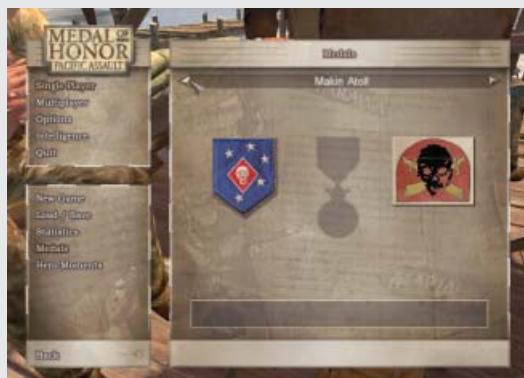 MEDAL OF
HONOR
PACIFIC ASSAULT
Single Player
Multiplayer
Options
Intelligence
Quit
New Game
Load / Save
Statistics
Medals
Hero Moments
Back
Medals
Makin Atoll